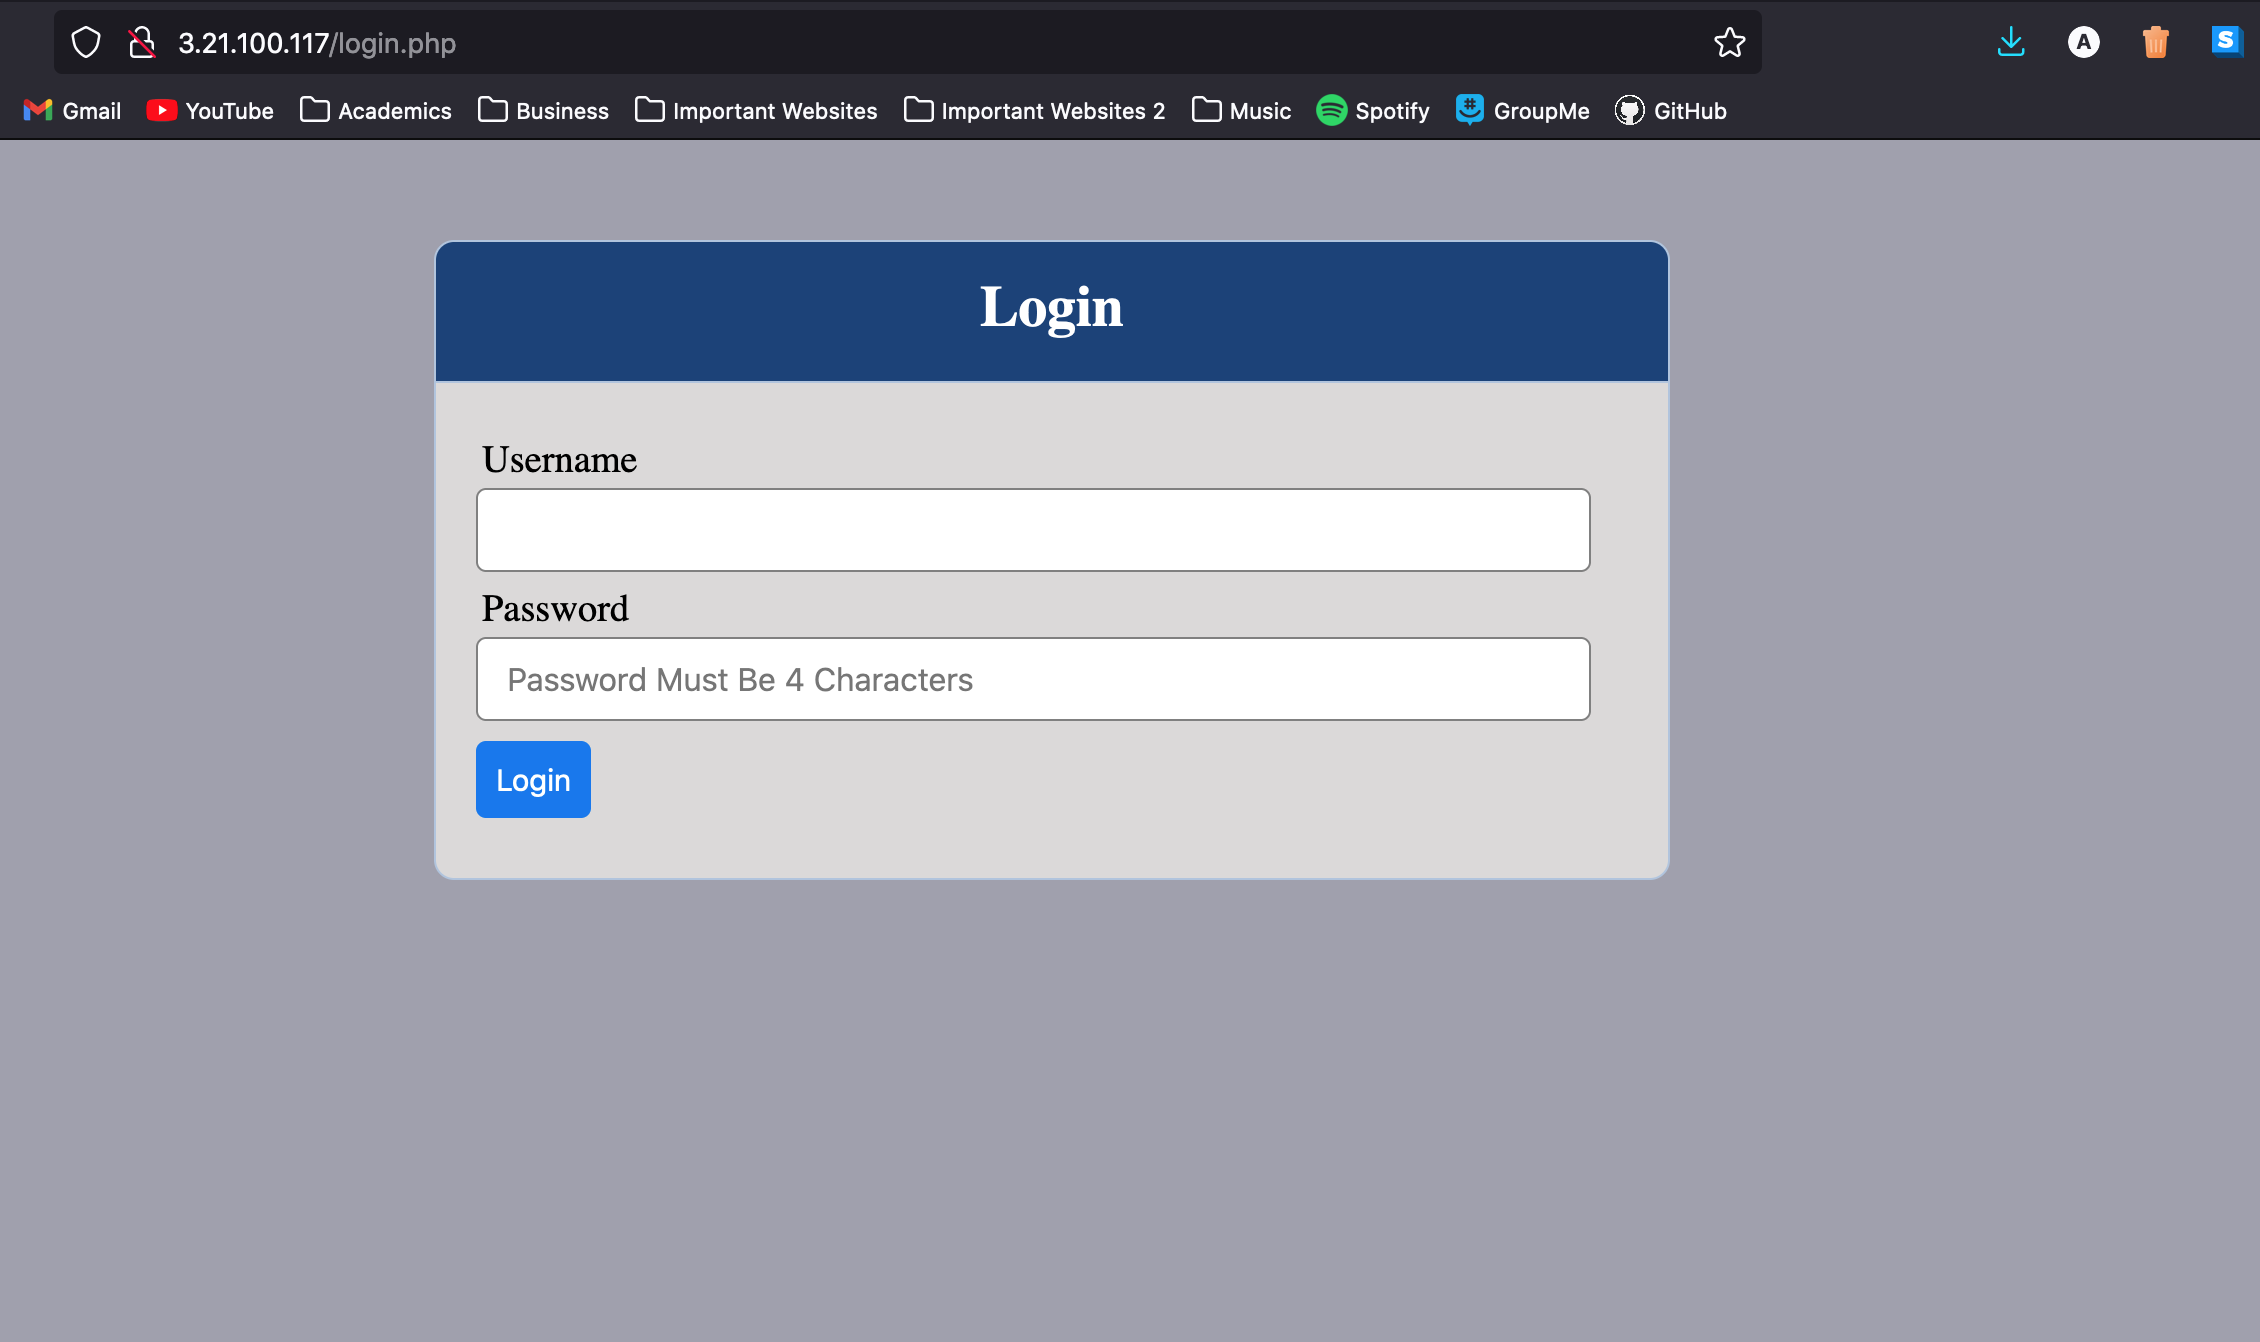 3.21.100.117/login.php
A
S
Gmail YouTube Academics Business Important Websites Important Websites 2 Music Spotify GroupMe GitHub
Login
Username
Password
Password Must Be 4 Characters
Login